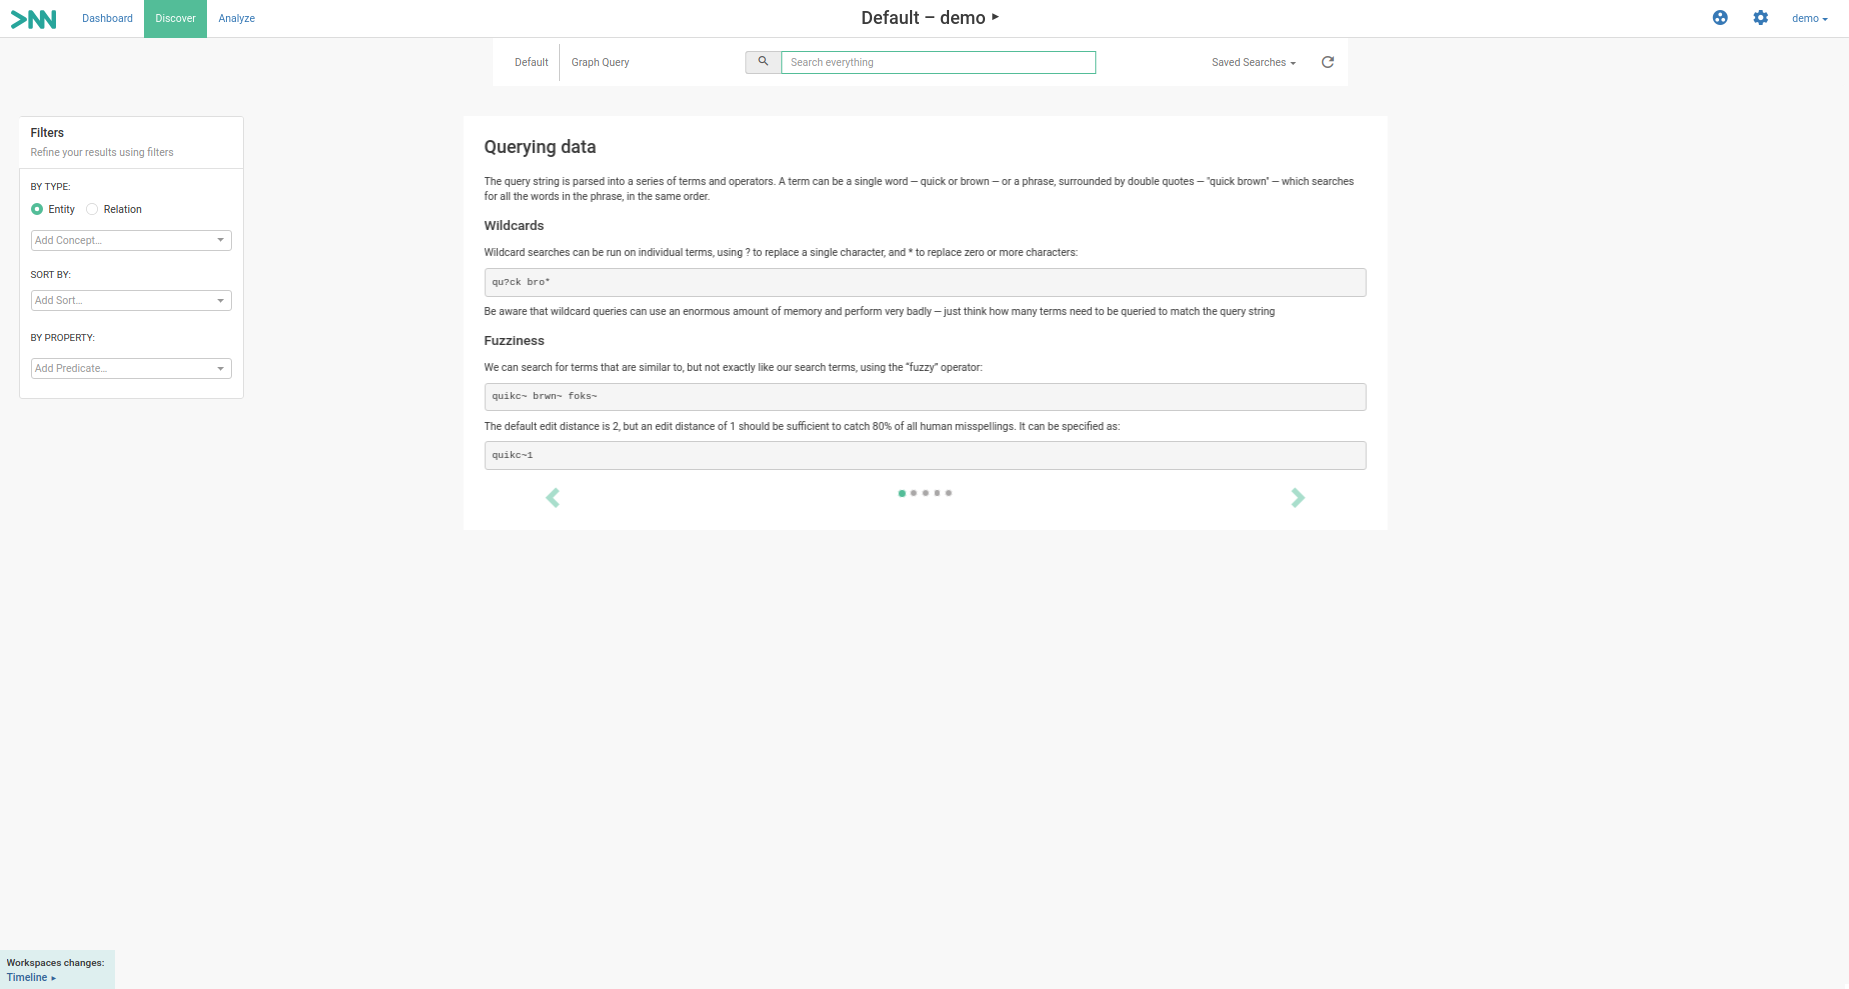 >NN Dashboard Discover Analyze Default – demo ▸ demo
Default Graph Query Search everything Saved Searches
Filters
Refine your results using filters
BY TYPE:
Entity Relation
Add Concept...
SORT BY:
Add Sort...
BY PROPERTY:
Add Predicate...
Querying data
The query string is parsed into a series of terms and operators. A term can be a single word — quick or brown — or a phrase, surrounded by double quotes — "quick brown" — which searches
for all the words in the phrase, in the same order.
Wildcards
Wildcard searches can be run on individual terms, using ? to replace a single character, and * to replace zero or more characters:
qu?ck bro*
Be aware that wildcard queries can use an enormous amount of memory and perform very badly — just think how many terms need to be queried to match the query string
Fuzziness
We can search for terms that are similar to, but not exactly like our search terms, using the “fuzzy” operator:
quikc~ brwn~ foks~
The default edit distance is 2, but an edit distance of 1 should be sufficient to catch 80% of all human misspellings. It can be specified as:
quikc~1
Workspaces changes:
Timeline ▸